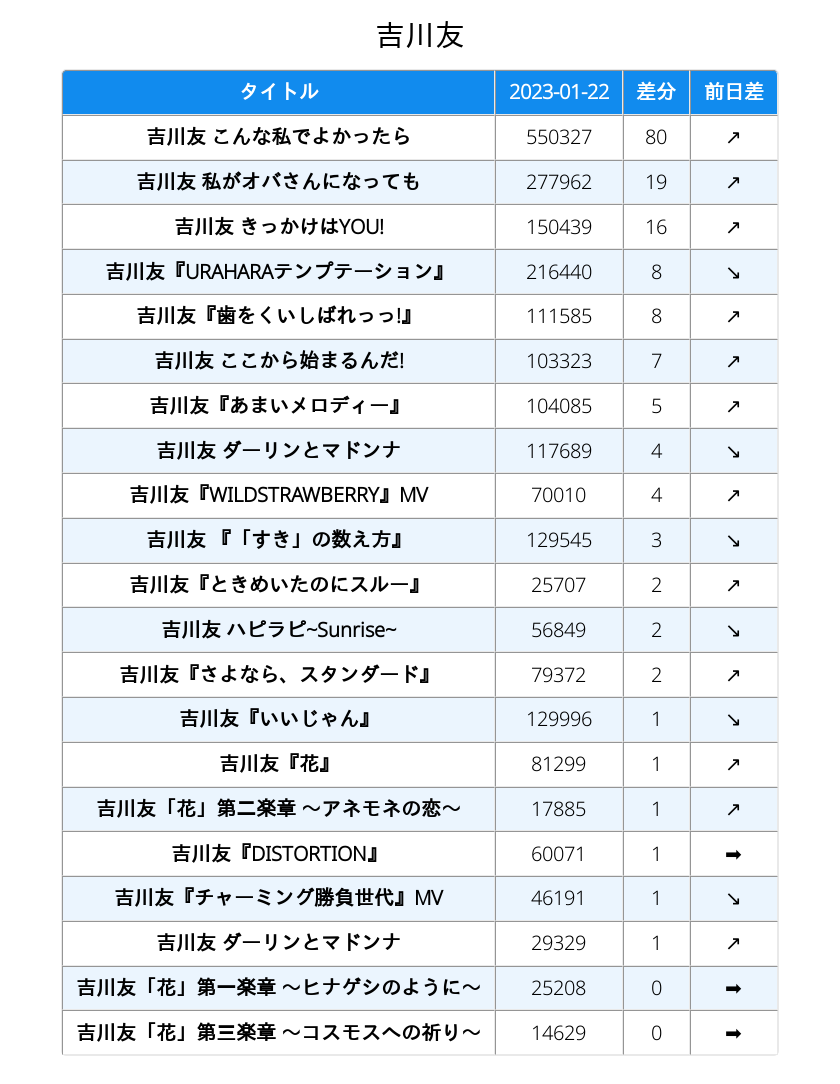 吉川友
タイトル 2023-01-22 差分 前日差
吉川友 こんな私でよかったら 550327 80 ↗
吉川友 私がオバさんになっても 277962 19 ↗
吉川友 きっかけはYOU! 150439 16 ↗
吉川友『URAHARAテンプテーション』 216440 8 ↘
吉川友『歯をくいしばれっっ!』 111585 8 ↗
吉川友 ここから始まるんだ! 103323 7 ↗
吉川友『あまいメロディー』 104085 5 ↗
吉川友 ダーリンとマドンナ 117689 4 ↘
吉川友『WILDSTRAWBERRY』MV 70010 4 ↗
吉川友 『「すき」の数え方』 129545 3 ↘
吉川友『ときめいたのにスルー』 25707 2 ↗
吉川友 ハピラピ~Sunrise~ 56849 2 ↘
吉川友『さよなら、スタンダード』 79372 2 ↗
吉川友『いいじゃん』 129996 1 ↘
吉川友『花』 81299 1 ↗
吉川友「花」第二楽章 〜アネモネの恋〜 17885 1 ↗
吉川友『DISTORTION』 60071 1 ➡
吉川友『チャーミング勝負世代』MV 46191 1 ↘
吉川友 ダーリンとマドンナ 29329 1 ↗
吉川友「花」第一楽章 〜ヒナゲシのように〜 25208 0 ➡
吉川友「花」第三楽章 〜コスモスへの祈り〜 14629 0 ➡